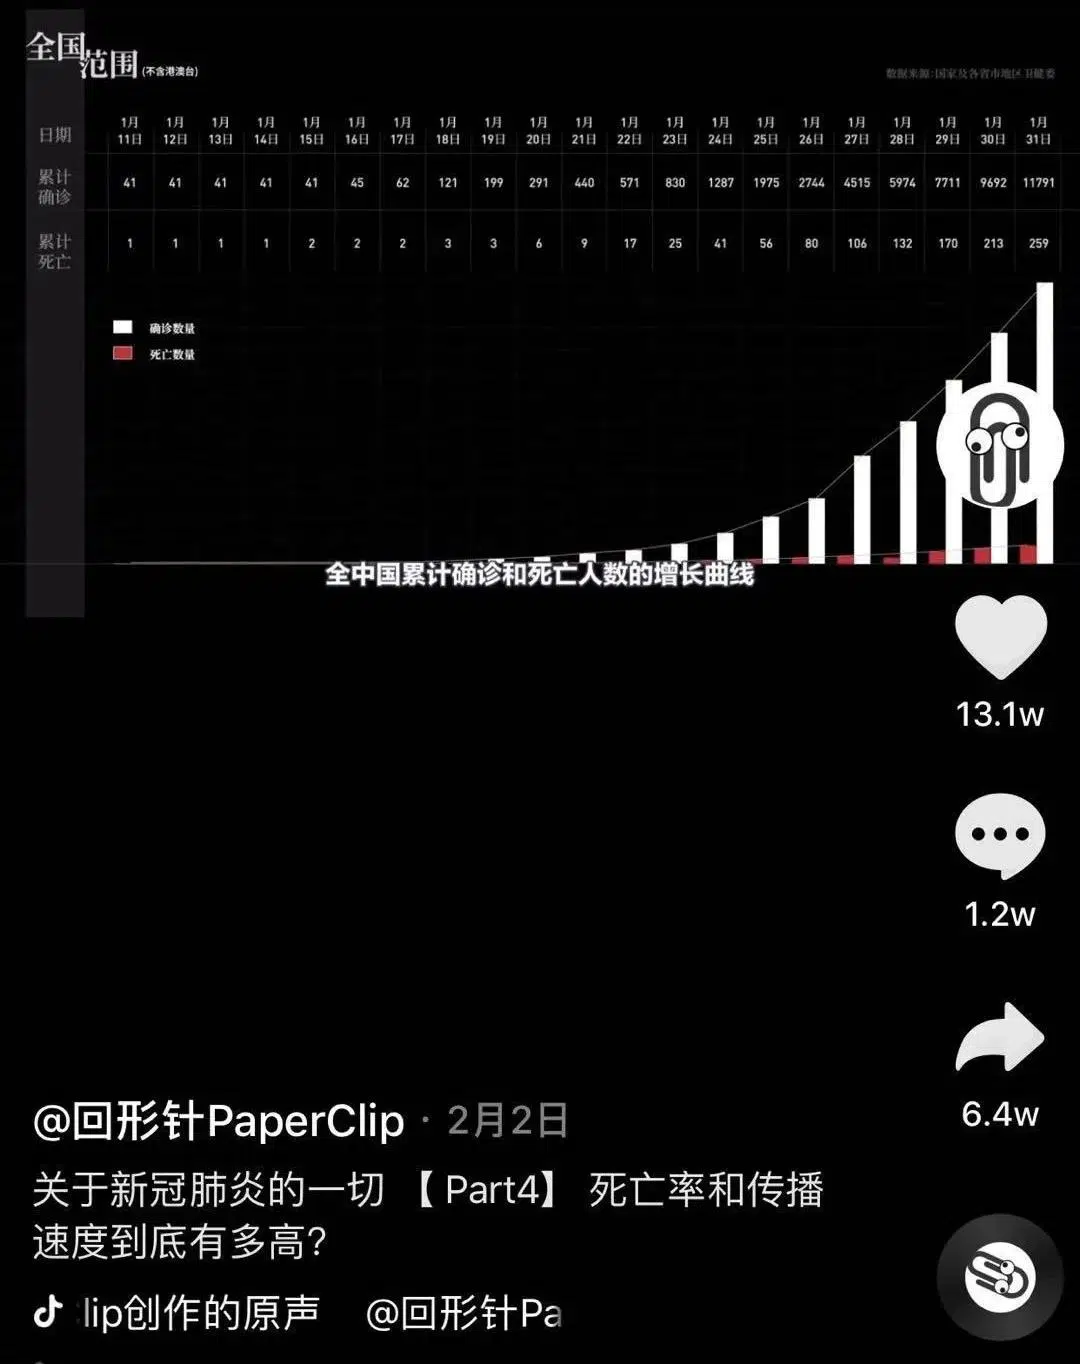 全国
范围 (不含港澳台)
数据来源:国家及各省市地区卫健委
日期 1月11日 1月12日 1月13日 1月14日 1月15日 1月16日 1月17日 1月18日 1月19日 1月20日 1月21日 1月22日 1月23日 1月24日 1月25日 1月26日 1月27日 1月28日 1月29日 1月30日 1月31日
累计确诊 41 41 41 41 41 45 62 121 199 291 440 571 830 1287 1975 2744 4515 5974 7711 9692 11791
累计死亡 1 1 1 1 2 2 2 3 3 6 9 17 25 41 56 80 106 132 170 213 259
确诊数量
死亡数量
全中国累计确诊和死亡人数的增长曲线
13.1w
1.2w
6.4w
@回形针PaperClip · 2月2日
关于新冠肺炎的一切 【 Part4】 死亡率和传播
速度到底有多高?
lip创作的原声 @回形针Pa